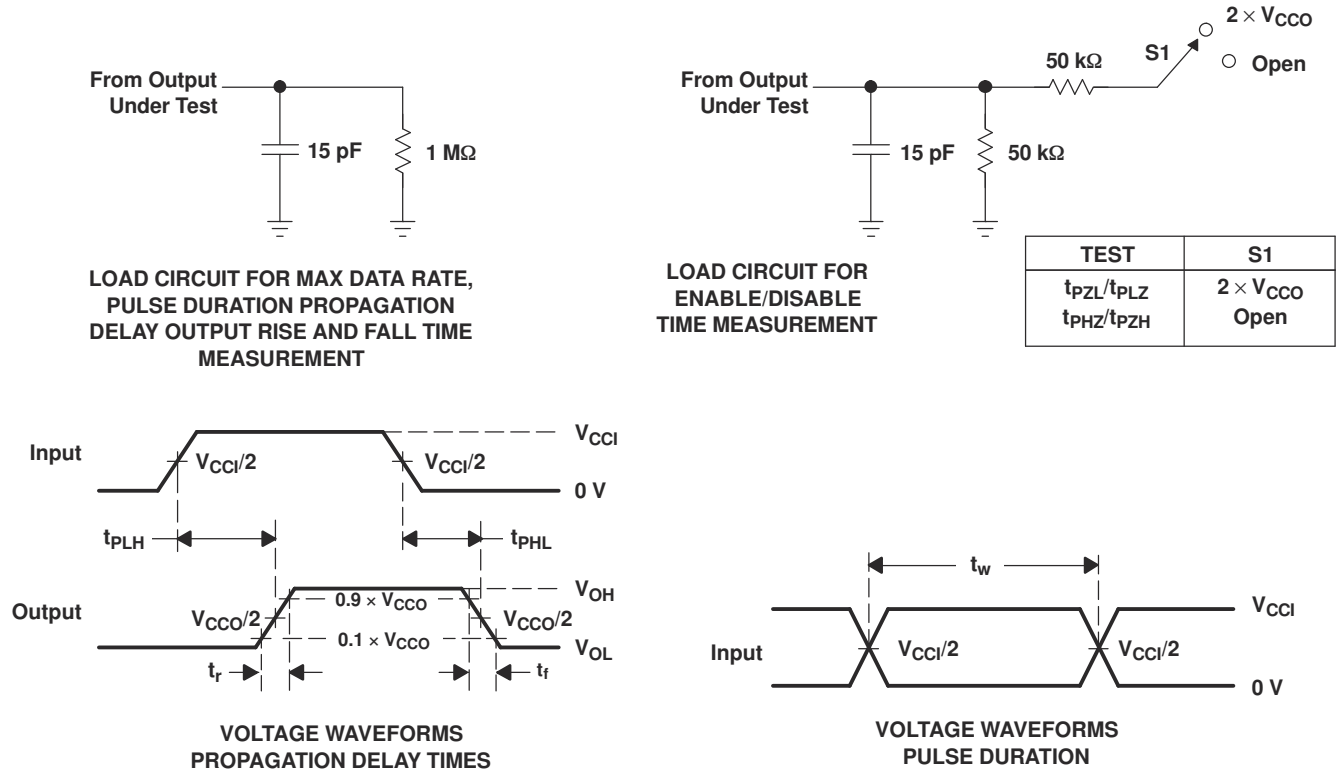 From Output
Under Test
15 pF
1 MΩ
LOAD CIRCUIT FOR MAX DATA RATE,
PULSE DURATION PROPAGATION
DELAY OUTPUT RISE AND FALL TIME
MEASUREMENT
From Output
Under Test
15 pF
50 kΩ
50 kΩ
S1
2 × VCCO
Open
LOAD CIRCUIT FOR
ENABLE/DISABLE
TIME MEASUREMENT
TEST S1
tPZL/tPLZ 2 × VCCO
tPHZ/tPZH Open
Input
VCCI/2
VCCI/2
VCCI
0 V
tPLH
tPHL
Output
VCCO/2
0.9 × VCCO
0.1 × VCCO
VCCO/2
VOH
VOL
tr
tf
VOLTAGE WAVEFORMS
PROPAGATION DELAY TIMES
tw
Input
VCCI/2
VCCI/2
VCCI
0 V
VOLTAGE WAVEFORMS
PULSE DURATION